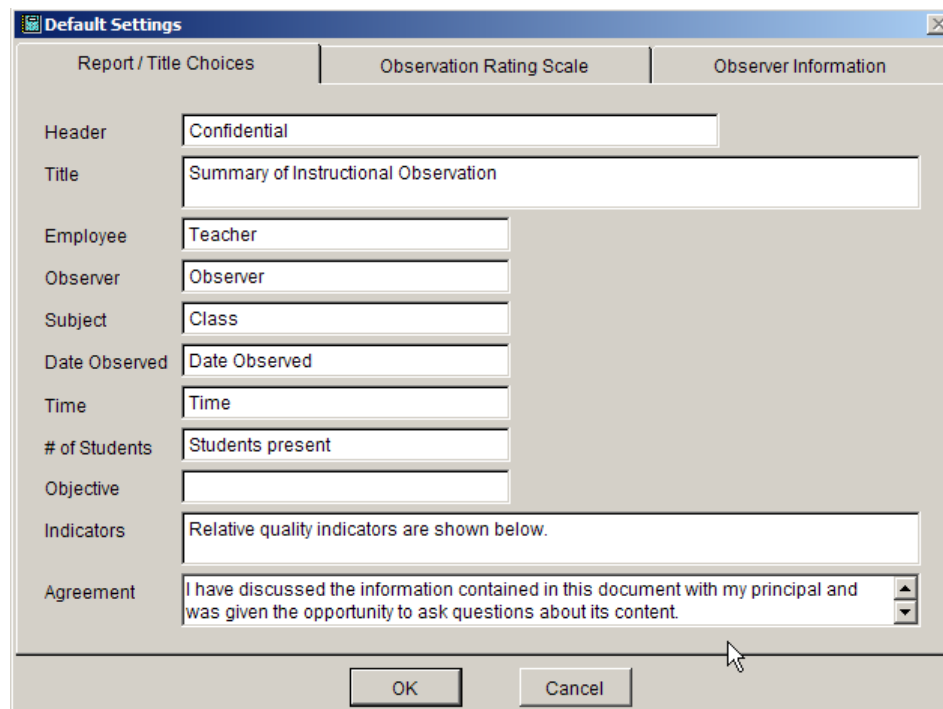 Default Settings
Report / Title Choices Observation Rating Scale Observer Information
Header Confidential
Title Summary of Instructional Observation
Employee Teacher
Observer Observer
Subject Class
Date Observed Date Observed
Time Time
# of Students Students present
Objective
Indicators Relative quality indicators are shown below.
Agreement I have discussed the information contained in this document with my principal and
was given the opportunity to ask questions about its content.
OK Cancel